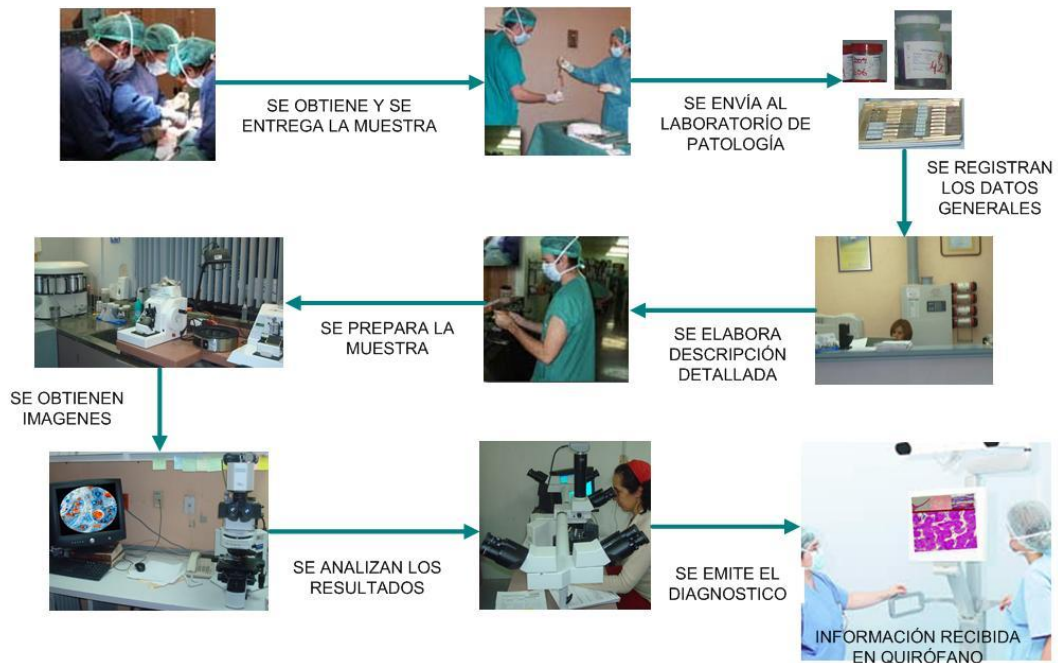 SE OBTIENE Y SE
ENTREGA LA MUESTRA
SE ENVÍA AL
LABORATORÍO DE
PATOLOGÍA
SE REGISTRAN
LOS DATOS
GENERALES
SE ELABORA
DESCRIPCIÓN
DETALLADA
SE PREPARA LA
MUESTRA
SE OBTIENEN
IMAGENES
SE ANALIZAN LOS
RESULTADOS
SE EMITE EL
DIAGNOSTICO
INFORMACIÓN RECIBIDA
EN QUIRÓFANO